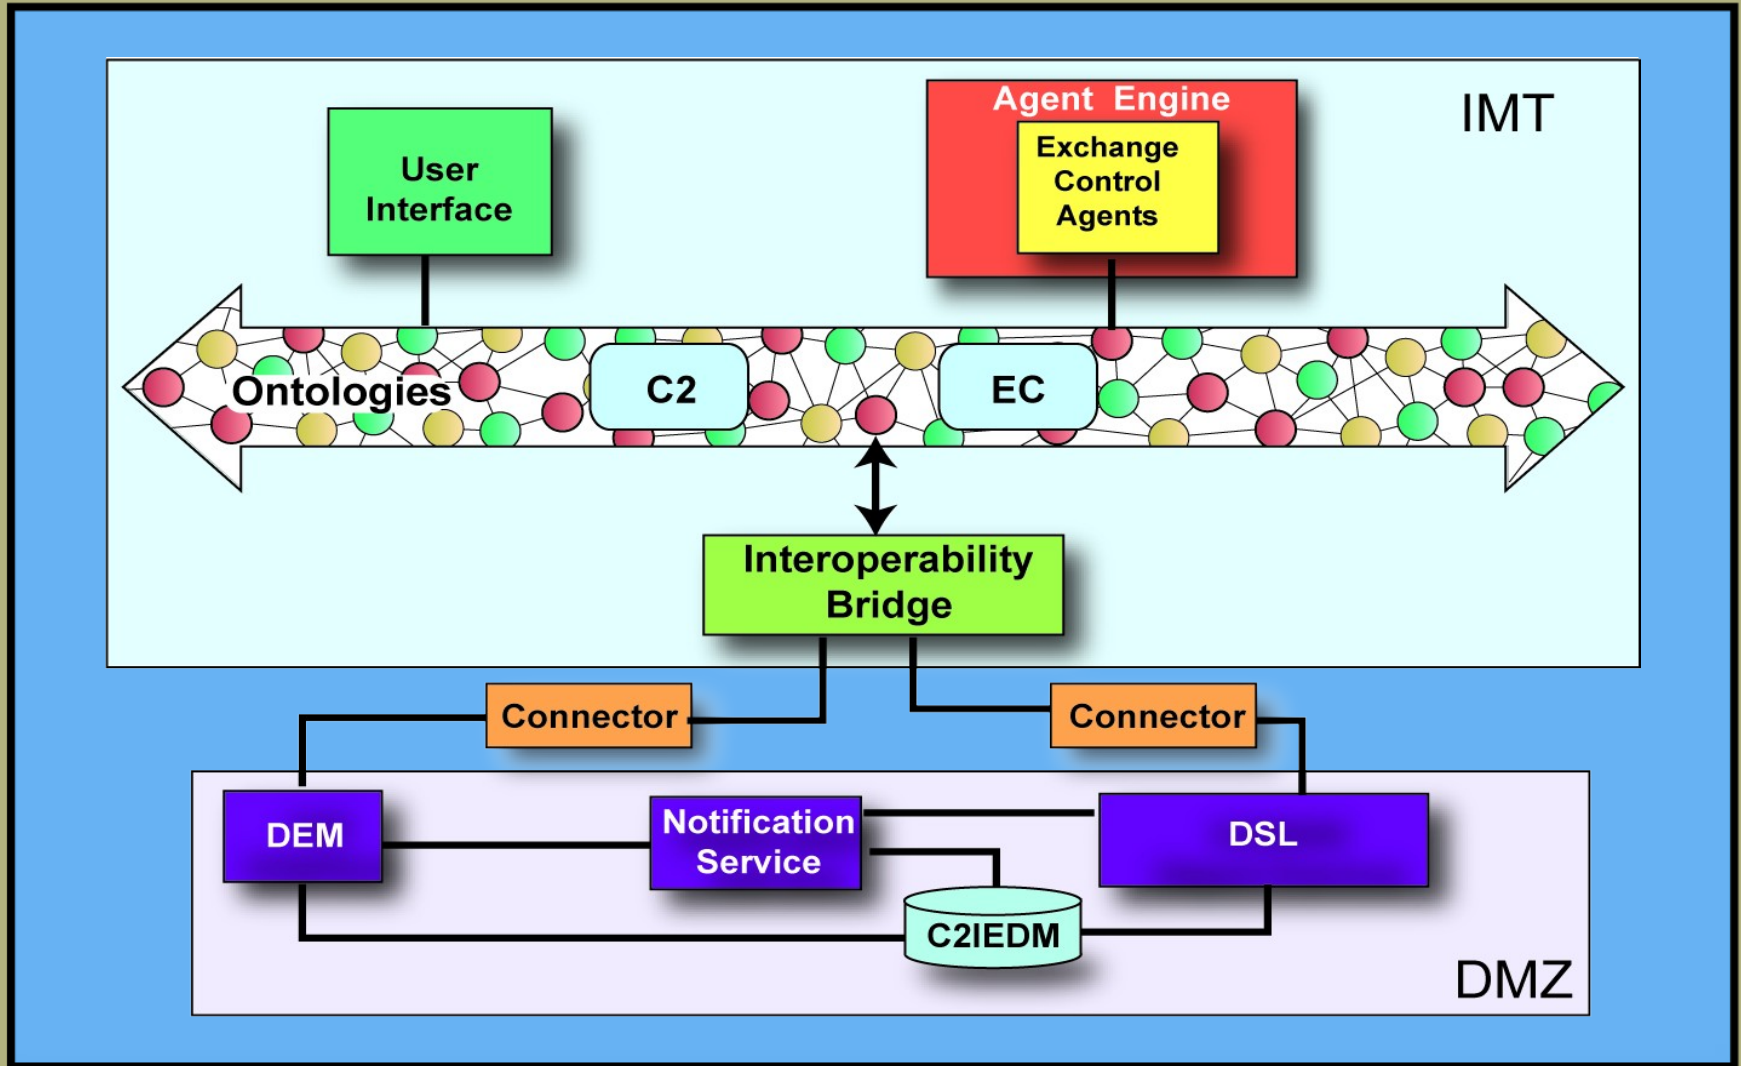 IMT
Agent Engine
Exchange
Control
Agents
User
Interface
Ontologies
C2
EC
Interoperability
Bridge
Connector
Connector
DEM
Notification
Service
DSL
C2IEDM
DMZ